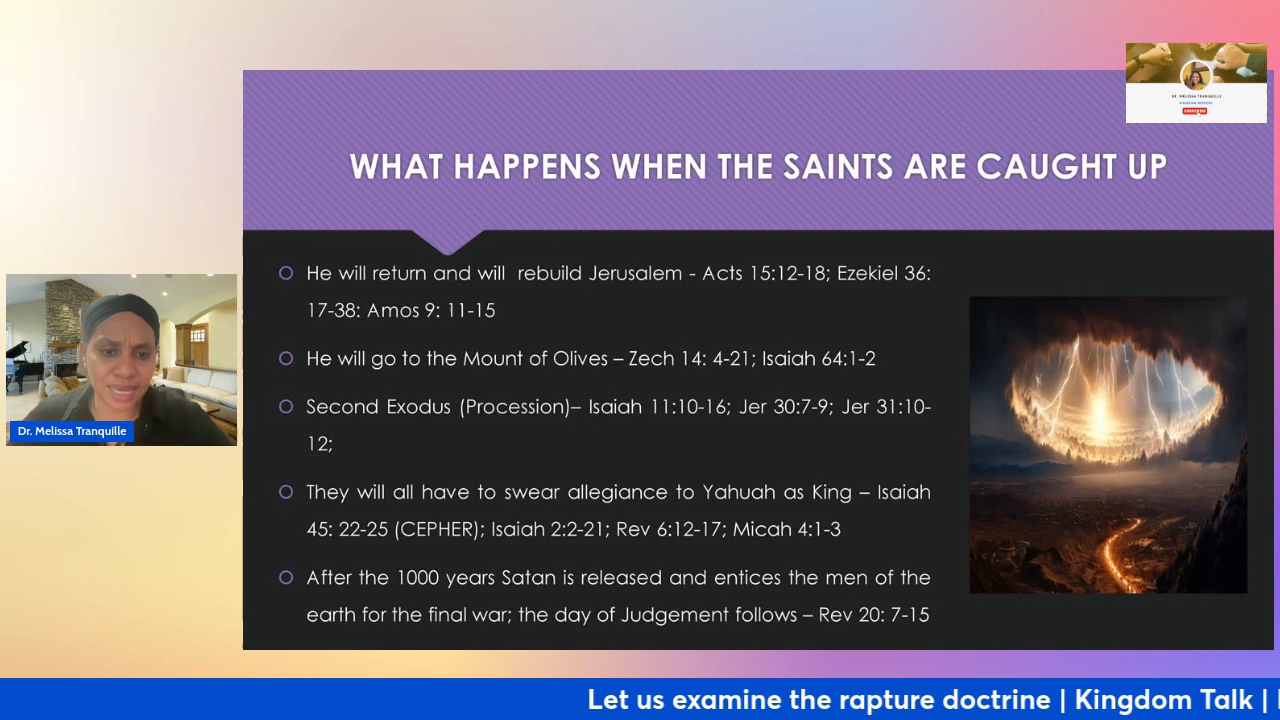 DR. MELISSA TRANQUILLE
SUBSCRIBE
WHAT HAPPENS WHEN THE SAINTS ARE CAUGHT UP
He will return and will rebuild Jerusalem - Acts 15:12-18; Ezekiel 36:
17-38: Amos 9: 11-15
He will go to the Mount of Olives – Zech 14: 4-21; Isaiah 64:1-2
Second Exodus (Procession)– Isaiah 11:10-16; Jer 30:7-9; Jer 31:10-
12;
They will all have to swear allegiance to Yahuah as King – Isaiah
45: 22-25 (CEPHER); Isaiah 2:2-21; Rev 6:12-17; Micah 4:1-3
After the 1000 years Satan is released and entices the men of the
earth for the final war; the day of Judgement follows – Rev 20: 7-15
Dr. Melissa Tranquille
Let us examine the rapture doctrine | Kingdom Talk |